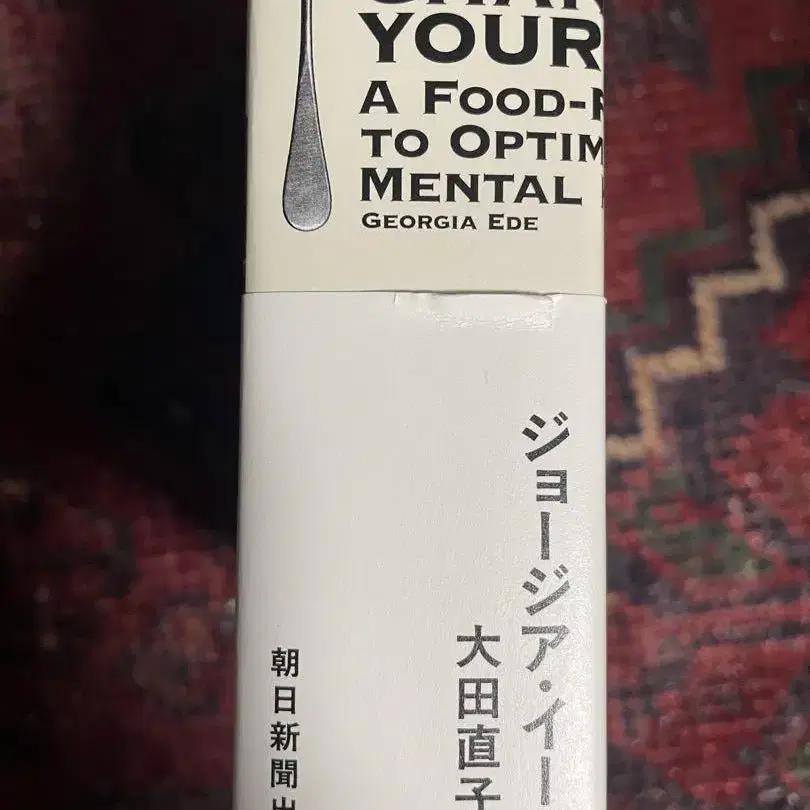 YOUR
A FOOD-
TO OPTIM
MENTAL
GEORGIA EDE
ジョージア・イー
大田直子
朝日新聞出